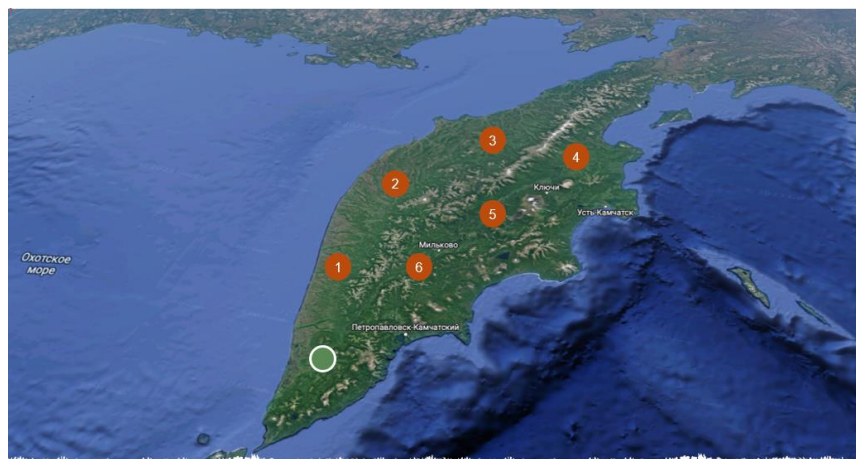 3
4
2
Ключи
5
Усть-Камчатск
Мильково
Охотское
море
1
6
Петропавловск-Камчатский